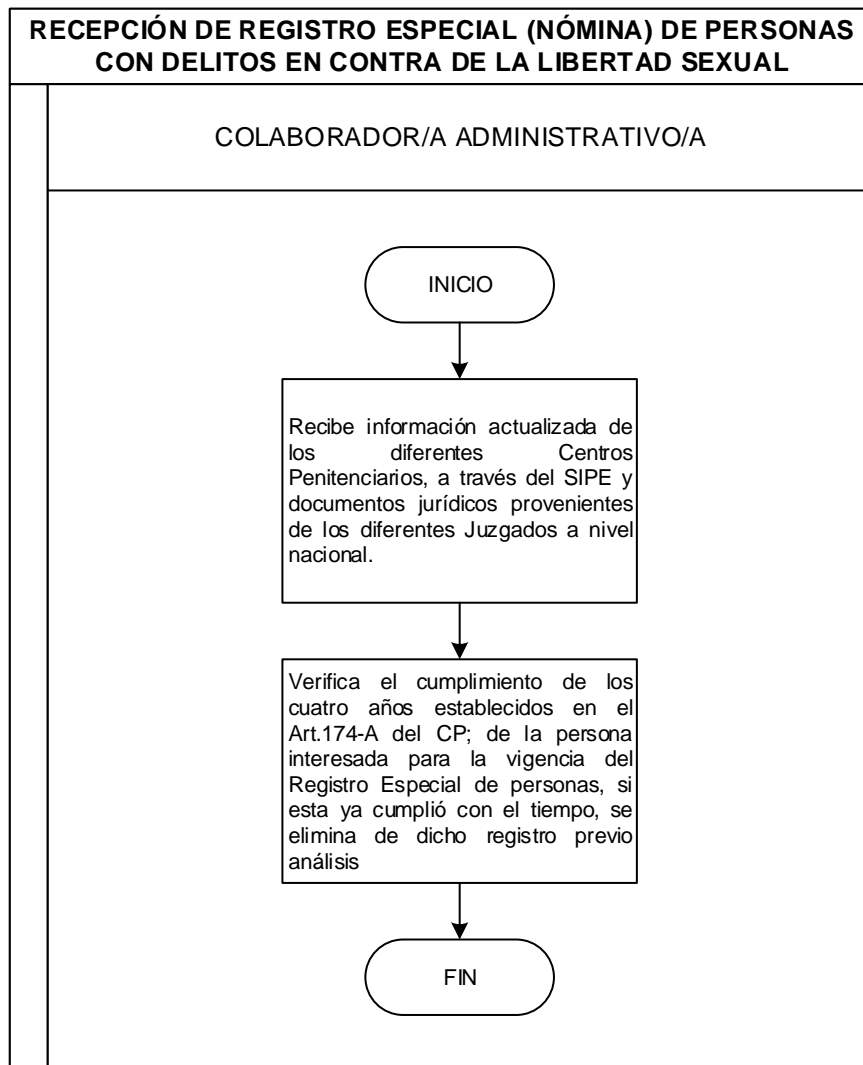 RECEPCIÓN DE REGISTRO ESPECIAL (NÓMINA) DE PERSONAS
CON DELITOS EN CONTRA DE LA LIBERTAD SEXUAL
COLABORADOR/A ADMINISTRATIVO/A
INICIO
Recibe información actualizada de
los diferentes Centros
Penitenciarios, a través del SIPE y
documentos jurídicos provenientes
de los diferentes Juzgados a nivel
nacional.
Verifica el cumplimiento de los
cuatro años establecidos en el
Art.174-A del CP; de la persona
interesada para la vigencia del
Registro Especial de personas, si
esta ya cumplió con el tiempo, se
elimina de dicho registro previo
análisis
FIN